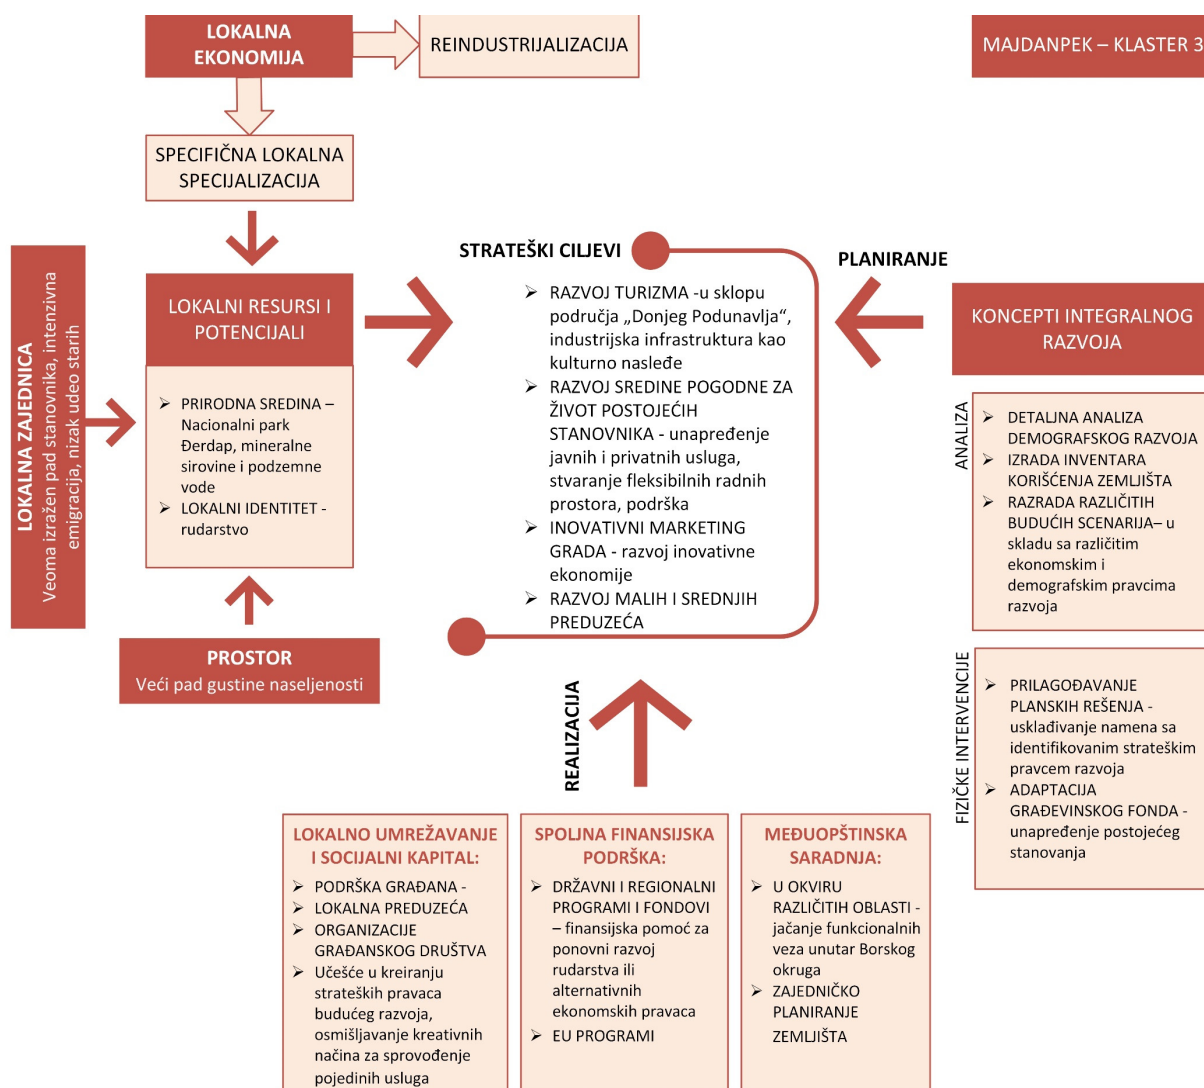 LOKALNA
EKONOMIJA
REINDUSTRIJALIZACIJA
MAJDANPEK – KLASTER 3
SPECIFIČNA LOKALNA
SPECIJALIZACIJA
LOKALNA ZAJEDNICA
Veoma izražen pad stanovnika, intenzivna
emigracija, nizak udeo starih
LOKALNI RESURSI I
POTENCIJALI
➢ PRIRODNA SREDINA –
Nacionalni park
Đerdap, mineralne
sirovine i podzemne
vode
➢ LOKALNI IDENTITET -
rudarstvo
PROSTOR
Veći pad gustine naseljenosti
STRATEŠKI CILJEVI
➢ RAZVOJ TURIZMA -u sklopu
područja „Donjeg Podunavlja“,
industrijska infrastruktura kao
kulturno nasleđe
➢ RAZVOJ SREDINE POGODNE ZA
ŽIVOT POSTOJEĆIH
STANOVNIKA - unapređenje
javnih i privatnih usluga,
stvaranje fleksibilnih radnih
prostora, podrška
➢ INOVATIVNI MARKETING
GRADA - razvoj inovativne
ekonomije
➢ RAZVOJ MALIH I SREDNJIH
PREDUZEĆA
PLANIRANJE
KONCEPTI INTEGRALNOG
RAZVOJA
ANALIZA
➢ DETALJNA ANALIZA
DEMOGRAFSKOG RAZVOJA
➢ IZRADA INVENTARA
KORIŠĆENJA ZEMLJIŠTA
➢ RAZRADA RAZLIČITIH
BUDUĆIH SCENARIJA– u
skladu sa različitim
ekonomskim i
demografskim pravcima
razvoja
FIZIČKE INTERVENCIJE
➢ PRILAGOĐAVANJE
PLANSKIH REŠENJA -
usklađivanje namena sa
identifikovanim strateškim
pravcem razvoja
➢ ADAPTACIJA
GRAĐEVINSKOG FONDA -
unapređenje postojećeg
stanovanja
REALIZACIJA
LOKALNO UMREŽAVANJE
I SOCIJALNI KAPITAL:
➢ PODRŠKA GRAĐANA -
➢ LOKALNA PREDUZEĆA
➢ ORGANIZACIJE
GRAĐANSKOG DRUŠTVA
➢ Učešće u kreiranju
strateških pravaca
budućeg razvoja,
osmišljavanje kreativnih
načina za sprovođenje
pojedinih usluga
SPOLJNA FINANSIJSKA
PODRŠKA:
➢ DRŽAVNI I REGIONALNI
PROGRAMI I FONDOVI
– finansijska pomoć za
ponovni razvoj
rudarstva ili
alternativnih
ekonomskih pravaca
➢ EU PROGRAMI
MEĐUOPŠTINSKA
SARADNJA:
➢ U OKVIRU
RAZLIČITIH OBLASTI -
jačanje funkcionalnih
veza unutar Borskog
okruga
➢ ZAJEDNIČKO
PLANIRANJE
ZEMLJIŠTA